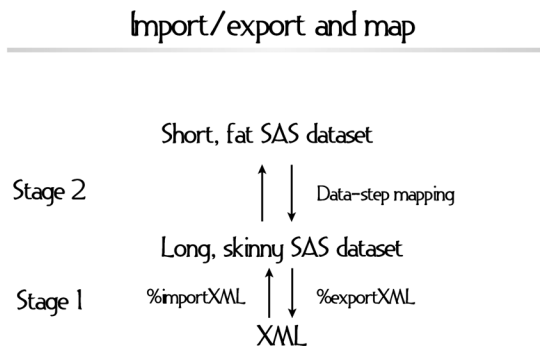 Import/export and map
Short, fat SAS dataset
Stage 2
Data-step mapping
Long, skinny SAS dataset
Stage 1
%importXML
%exportXML
XML